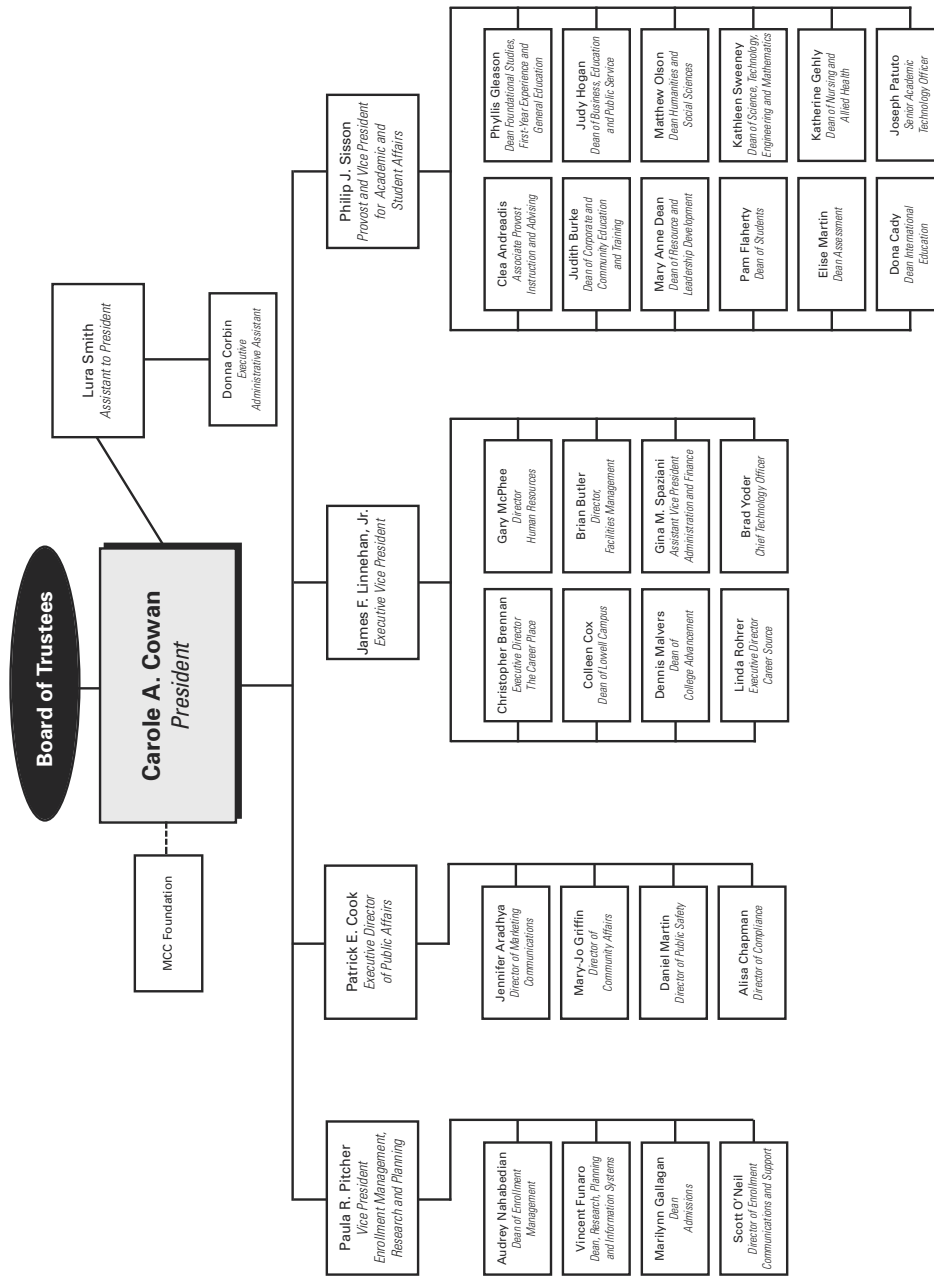 Board of Trustees
Carole A. Cowan
President
MCC Foundation
Lura Smith
Assistant to President
Donna Corbin
Executive
Administrative Assistant
Paula R. Pitcher
Vice President
Enrollment Management,
Research and Planning
Audrey Nahabedian
Dean of Enrollment
Management
Vincent Funaro
Dean, Research, Planning
and Information Systems
Marilynn Gallagan
Dean
Admissions
Scott O'Neil
Director of Enrollment
Communications and Support
Patrick E. Cook
Executive Director
of Public Affairs
Jennifer Aradhya
Director of Marketing
Communications
Mary-Jo Griffin
Director of
Community Affairs
Daniel Martin
Director of Public Safety
Alisa Chapman
Director of Compliance
James F. Linnehan, Jr.
Executive Vice President
Christopher Brennan
Executive Director
The Career Place
Colleen Cox
Dean of Lowell Campus
Dennis Malvers
Dean of
College Advancement
Linda Rohrer
Executive Director
Career Source
Gary McPhee
Director
Human Resources
Brian Butler
Director,
Facilities Management
Gina M. Spaziani
Assistant Vice President
Administration and Finance
Brad Yoder
Chief Technology Officer
Philip J. Sisson
Provost and Vice President
for Academic and
Student Affairs
Clea Andreadis
Associate Provost
Instruction and Advising
Judith Burke
Dean of Corporate and
Community Education
and Training
Mary Anne Dean
Dean of Resource and
Leadership Development
Pam Flaherty
Dean of Students
Elise Martin
Dean Assessment
Dona Cady
Dean International
Education
Phyllis Gleason
Dean Foundational Studies,
First-Year Experience and
General Education
Judy Hogan
Dean of Business, Education
and Public Service
Matthew Olson
Dean Humanities and
Social Sciences
Kathleen Sweeney
Dean of Science, Technology,
Engineering and Mathematics
Katherine Gehly
Dean of Nursing and
Allied Health
Joseph Patuto
Senior Academic
Technology Officer